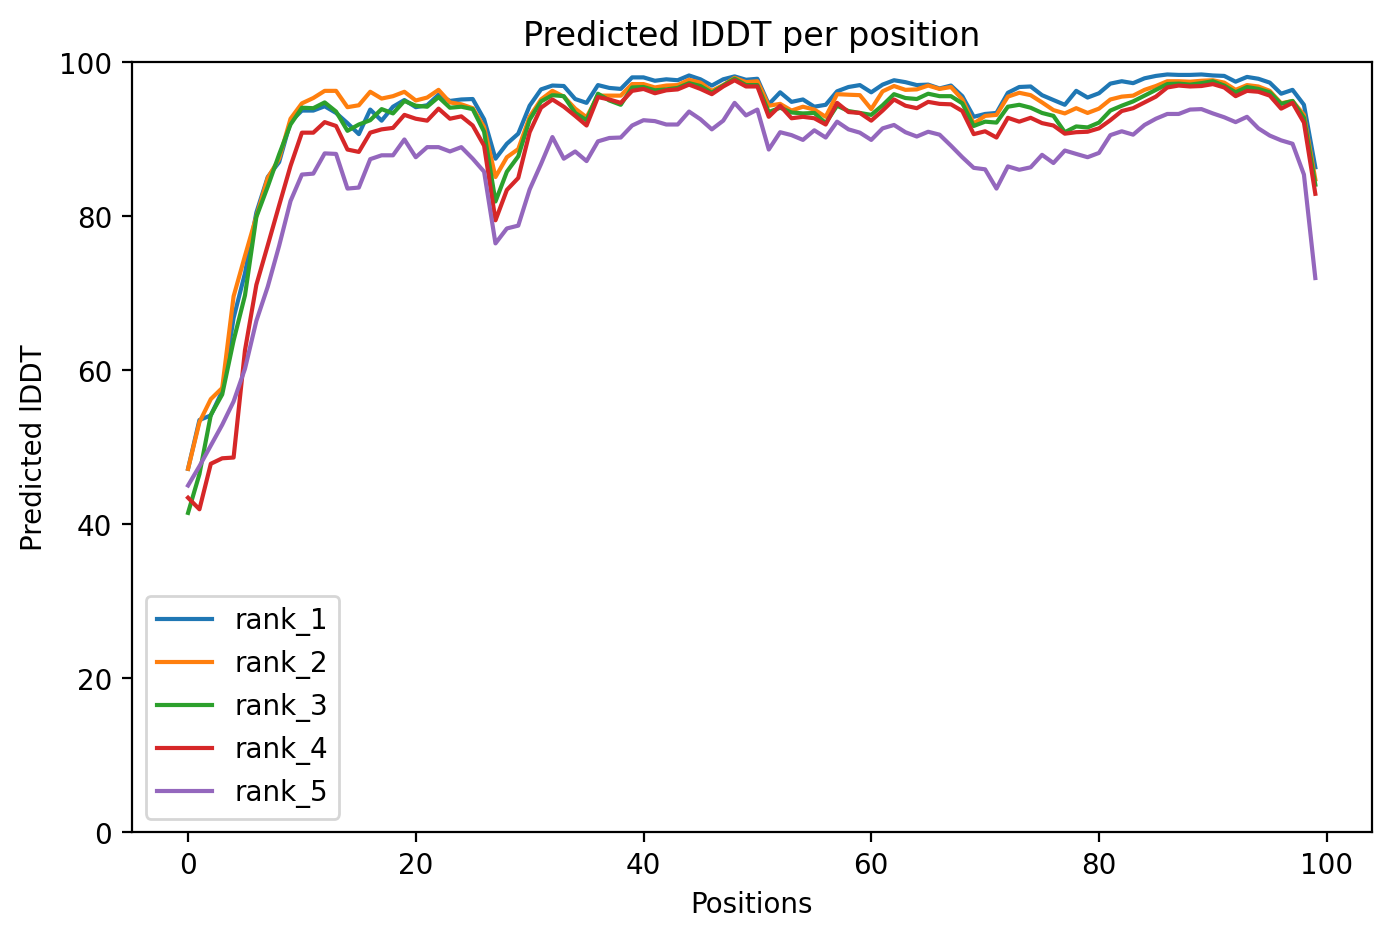 Predicted lDDT per position
Predicted lDDT
100
80
60
40
20
0
rank_1
rank_2
rank_3
rank_4
rank_5
0 20 40 60 80 100
Positions